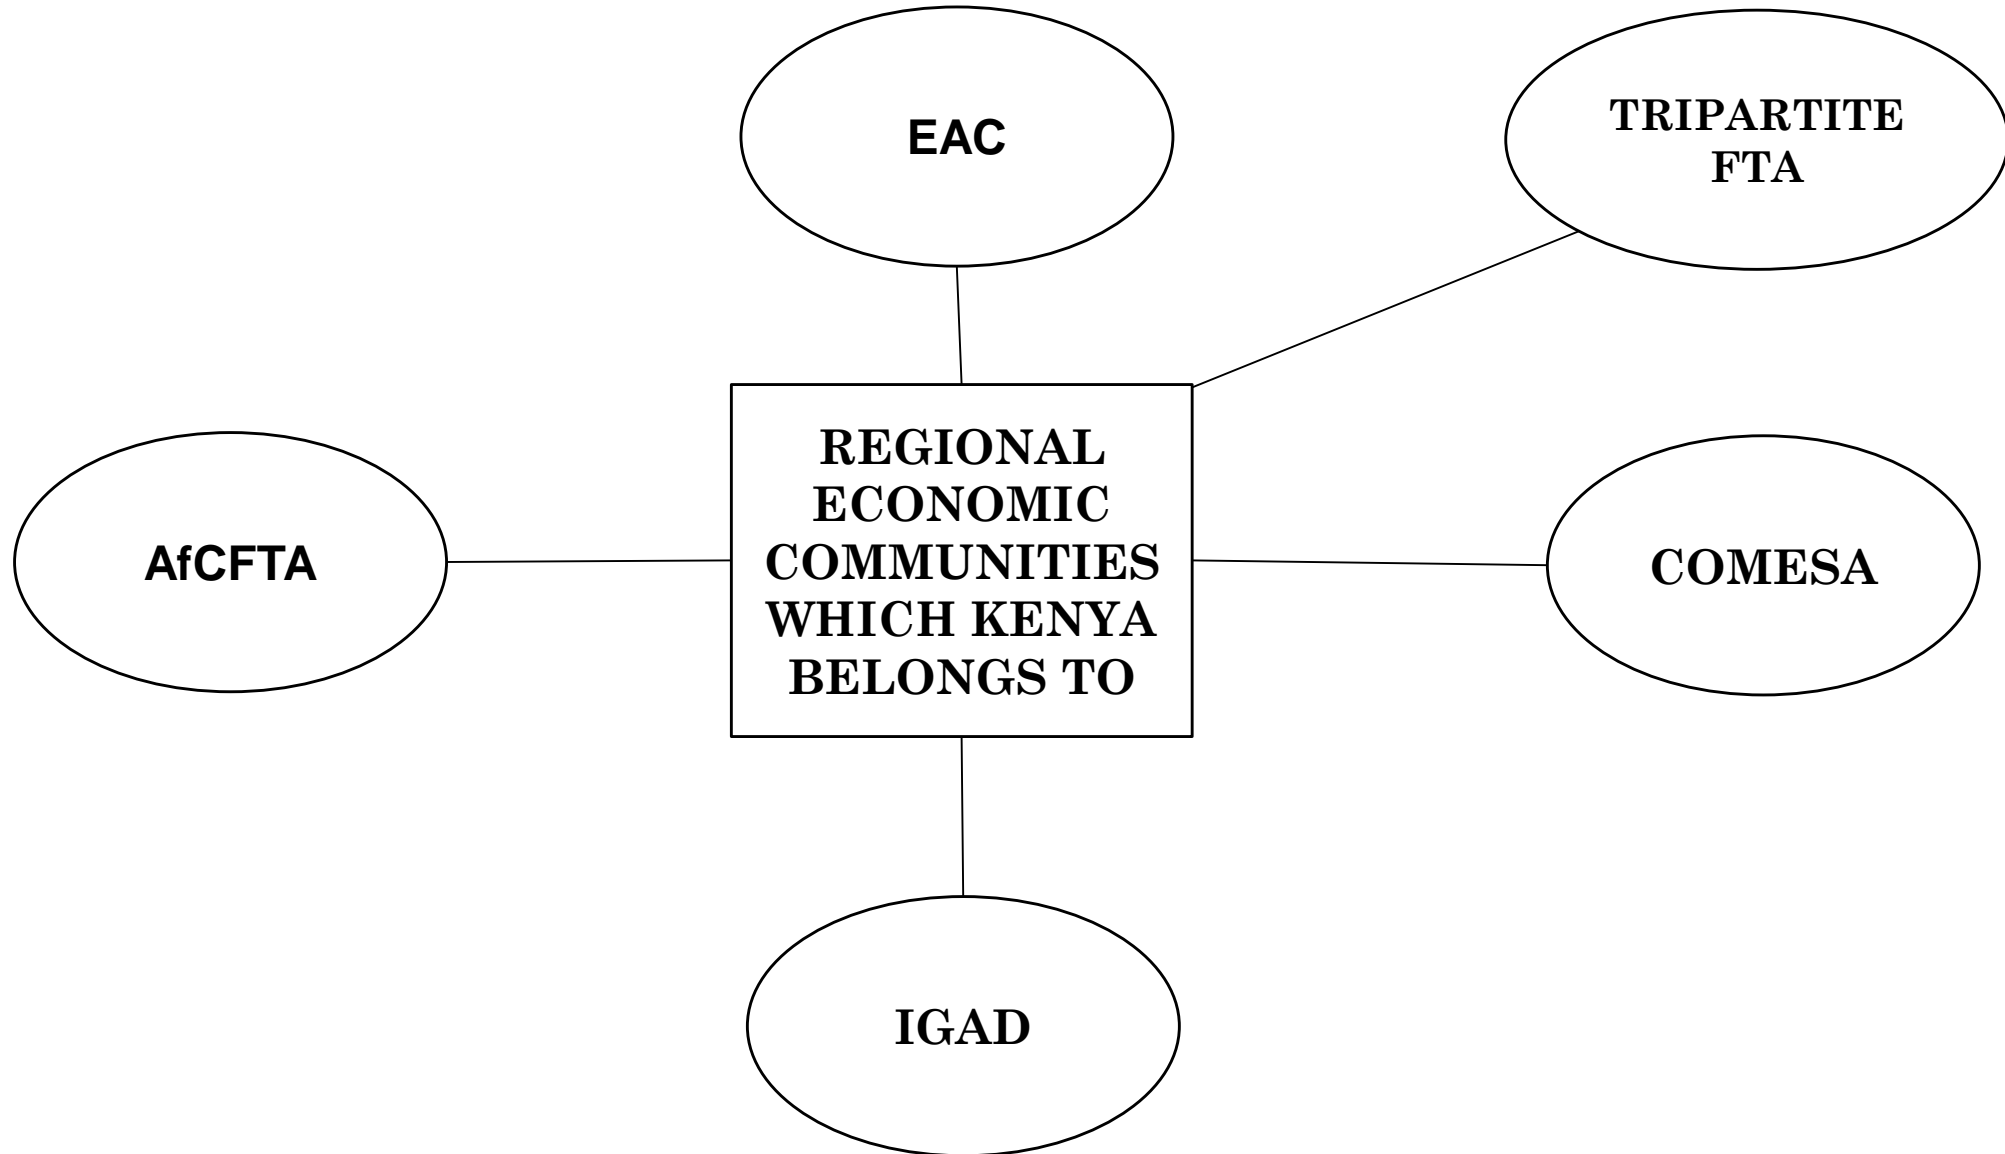 EAC
TRIPARTITE
FTA
REGIONAL
ECONOMIC
COMMUNITIES
WHICH KENYA
BELONGS TO
AfCFTA
COMESA
IGAD